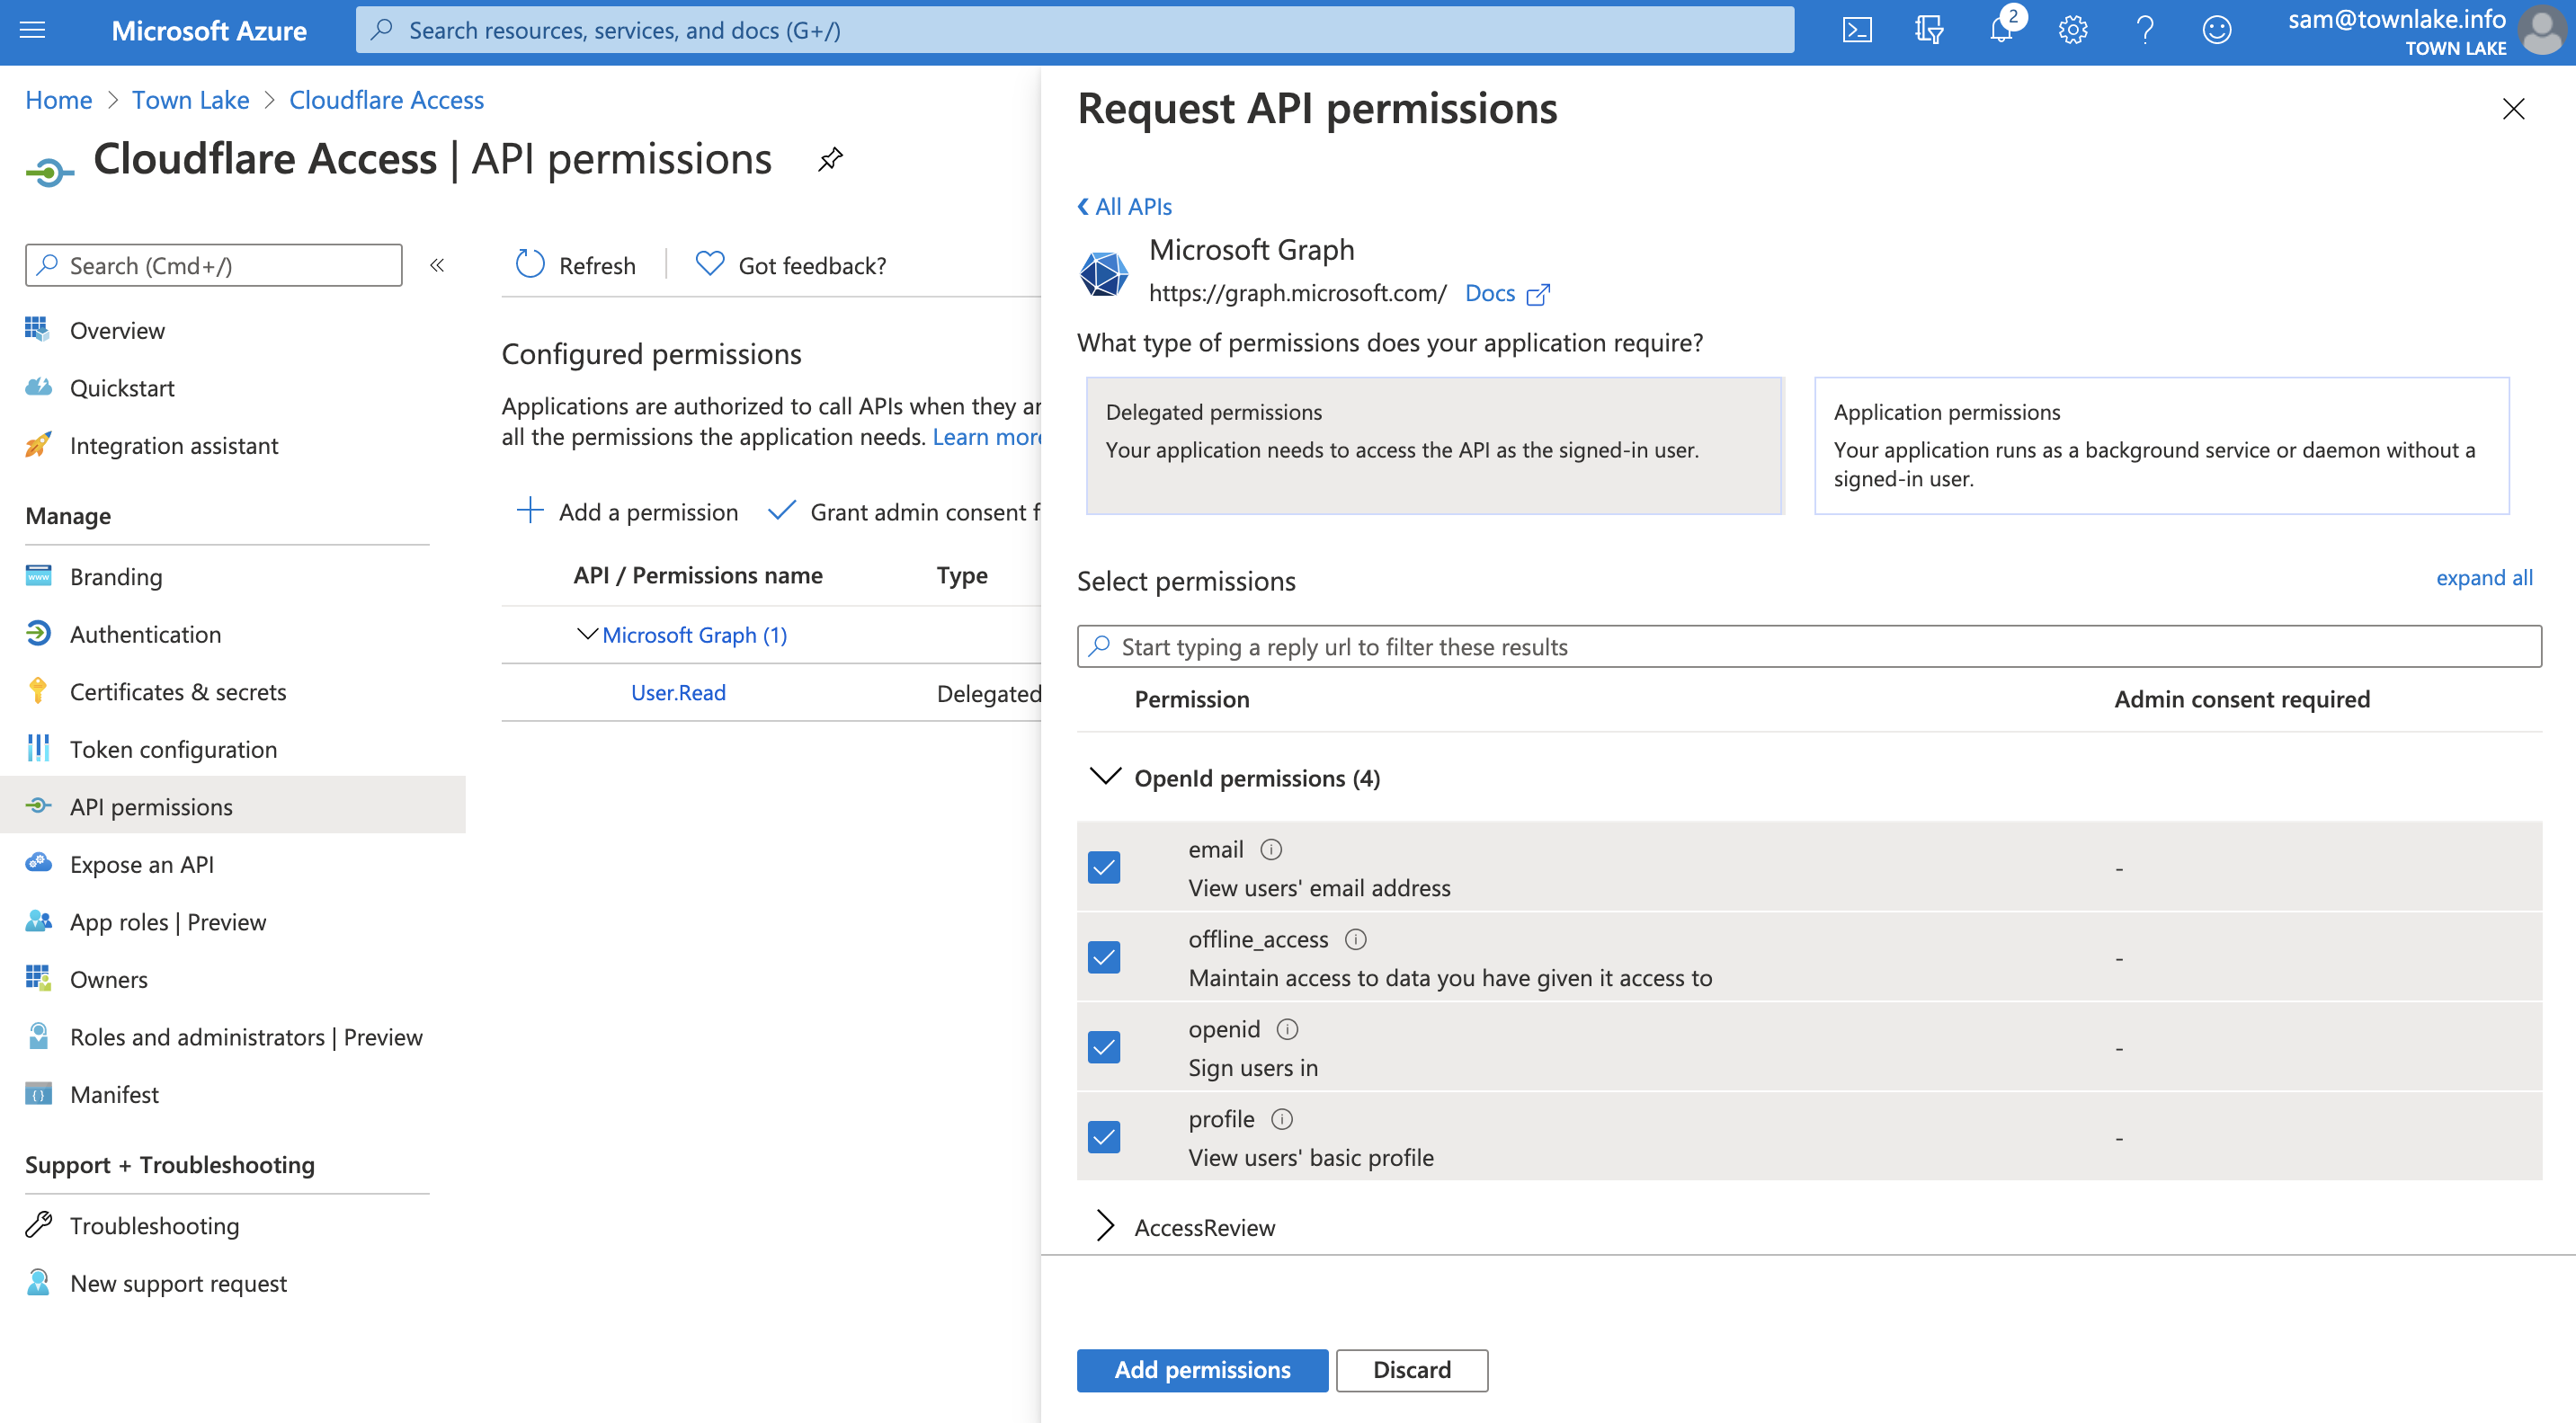 Microsoft Azure
Search resources, services, and docs (G+/)
2
sam@townlake.info
TOWN LAKE
Home > Town Lake > Cloudflare Access
Cloudflare Access | API permissions
Search (Cmd+/)
«
Overview
Quickstart
Integration assistant
Manage
Branding
Authentication
Certificates & secrets
Token configuration
API permissions
Expose an API
App roles | Preview
Owners
Roles and administrators | Preview
Manifest
Support + Troubleshooting
Troubleshooting
New support request
Refresh
Got feedback?
Configured permissions
Applications are authorized to call APIs when they ar
all the permissions the application needs. Learn more
Add a permission
Grant admin consent f
API / Permissions name Type
Microsoft Graph (1)
User.Read Delegated
Request API permissions
All APIs
Microsoft Graph
https://graph.microsoft.com/ Docs
What type of permissions does your application require?
Delegated permissions
Your application needs to access the API as the signed-in user.
Application permissions
Your application runs as a background service or daemon without a
signed-in user.
Select permissions
expand all
Start typing a reply url to filter these results
Permission Admin consent required
OpenId permissions (4)
email
View users' email address
-
offline_access
Maintain access to data you have given it access to
-
openid
Sign users in
-
profile
View users' basic profile
-
AccessReview
Add permissions
Discard